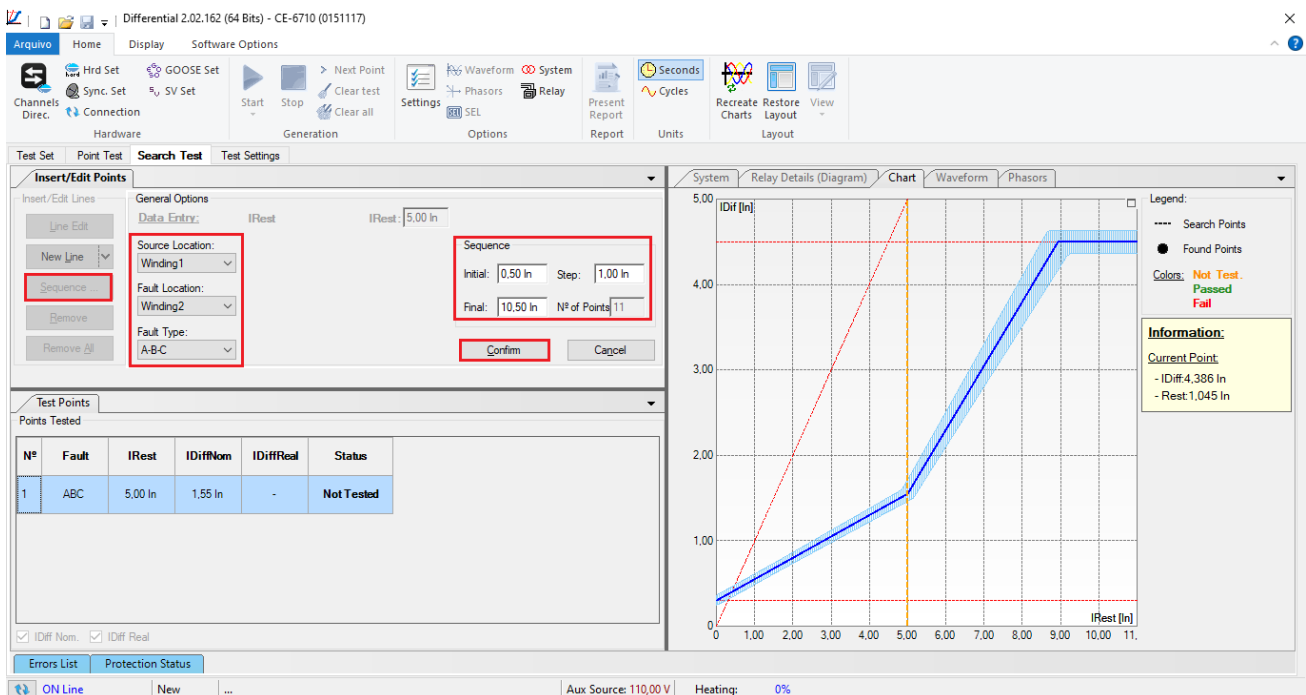 Differential 2.02.162 (64 Bits) - CE-6710 (0151117)
Arquivo Home Display Software Options
Channels Direc.
Hrd Set
Sync. Set
Connection
GOOSE Set
SV Set
Hardware
Start
Stop
Next Point
Clear test
Clear all
Generation
Settings
Waveform
Phasors
SEL
System
Relay
Options
Present Report
Report
Seconds
Cycles
Units
Recreate Charts
Restore Layout
View
Layout
Test Set Point Test Search Test Test Settings
Insert/Edit Points
Insert/Edit Lines
Line Edit
New Line
Sequence ...
Remove
Remove All
General Options
Data Entry: IRest IRest: 5,00 In
Source Location:
Winding1
Fault Location:
Winding2
Fault Type:
A-B-C
Sequence
Initial: 0,50 In Step: 1,00 In
Final: 10,50 In Nº of Points 11
Confirm Cancel
Test Points
Points Tested
Nº Fault IRest IDiffNom IDiffReal Status
1 ABC 5,00 In 1,55 In - Not Tested
IDiff Nom. IDiff Real
System Relay Details (Diagram) Chart Waveform Phasors
IDif [In]
5,00
4,00
3,00
2,00
1,00
0
IRest [In]
0 1,00 2,00 3,00 4,00 5,00 6,00 7,00 8,00 9,00 10,00 11,
Legend:
Search Points
Found Points
Colors: Not Test.
Passed
Fail
Information:
Current Point:
- IDiff:4,386 In
- Rest:1,045 In
Errors List Protection Status
ON Line New ... Aux Source: 110,00 V Heating: 0%